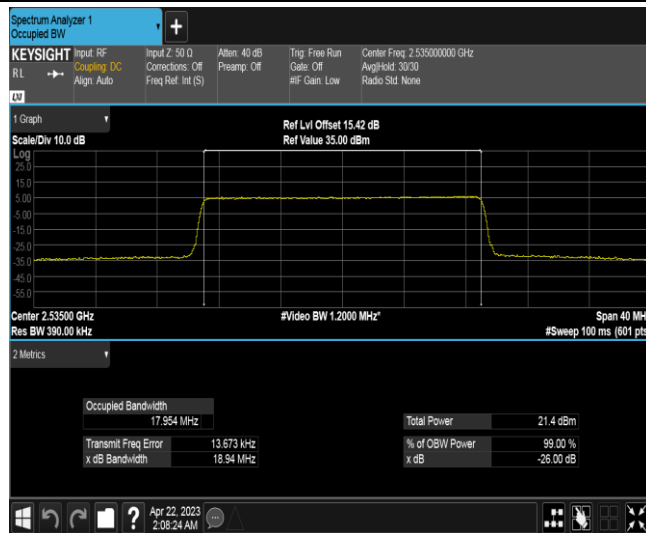 Spectrum Analyzer 1
Occupied BW
+
KEYSIGHT
RL
Input: RF
Coupling: DC
Align: Auto
Input Z: 50 Ω
Corrections: Off
Freq Ref: Int (S)
Atten: 40 dB
Preamp: Off
Trig: Free Run
Gate: Off
#IF Gain: Low
Center Freq: 2.535000000 GHz
Avg|Hold: 30/30
Radio Std: None
1 Graph
Scale/Div 10.0 dB
Ref Lvl Offset 15.42 dB
Ref Value 35.00 dBm
Log
25.0
15.0
5.00
-5.00
-15.0
-25.0
-35.0
-45.0
-55.0
Center 2.53500 GHz
#Video BW 1.2000 MHz*
Span 40 MH
Res BW 390.00 kHz
#Sweep 100 ms (601 pts
2 Metrics
Occupied Bandwidth
17.954 MHz
Total Power 21.4 dBm
Transmit Freq Error 13.673 kHz
% of OBW Power 99.00 %
x dB Bandwidth 18.94 MHz
x dB -26.00 dB
?
Apr 22, 2023
2:08:24 AM